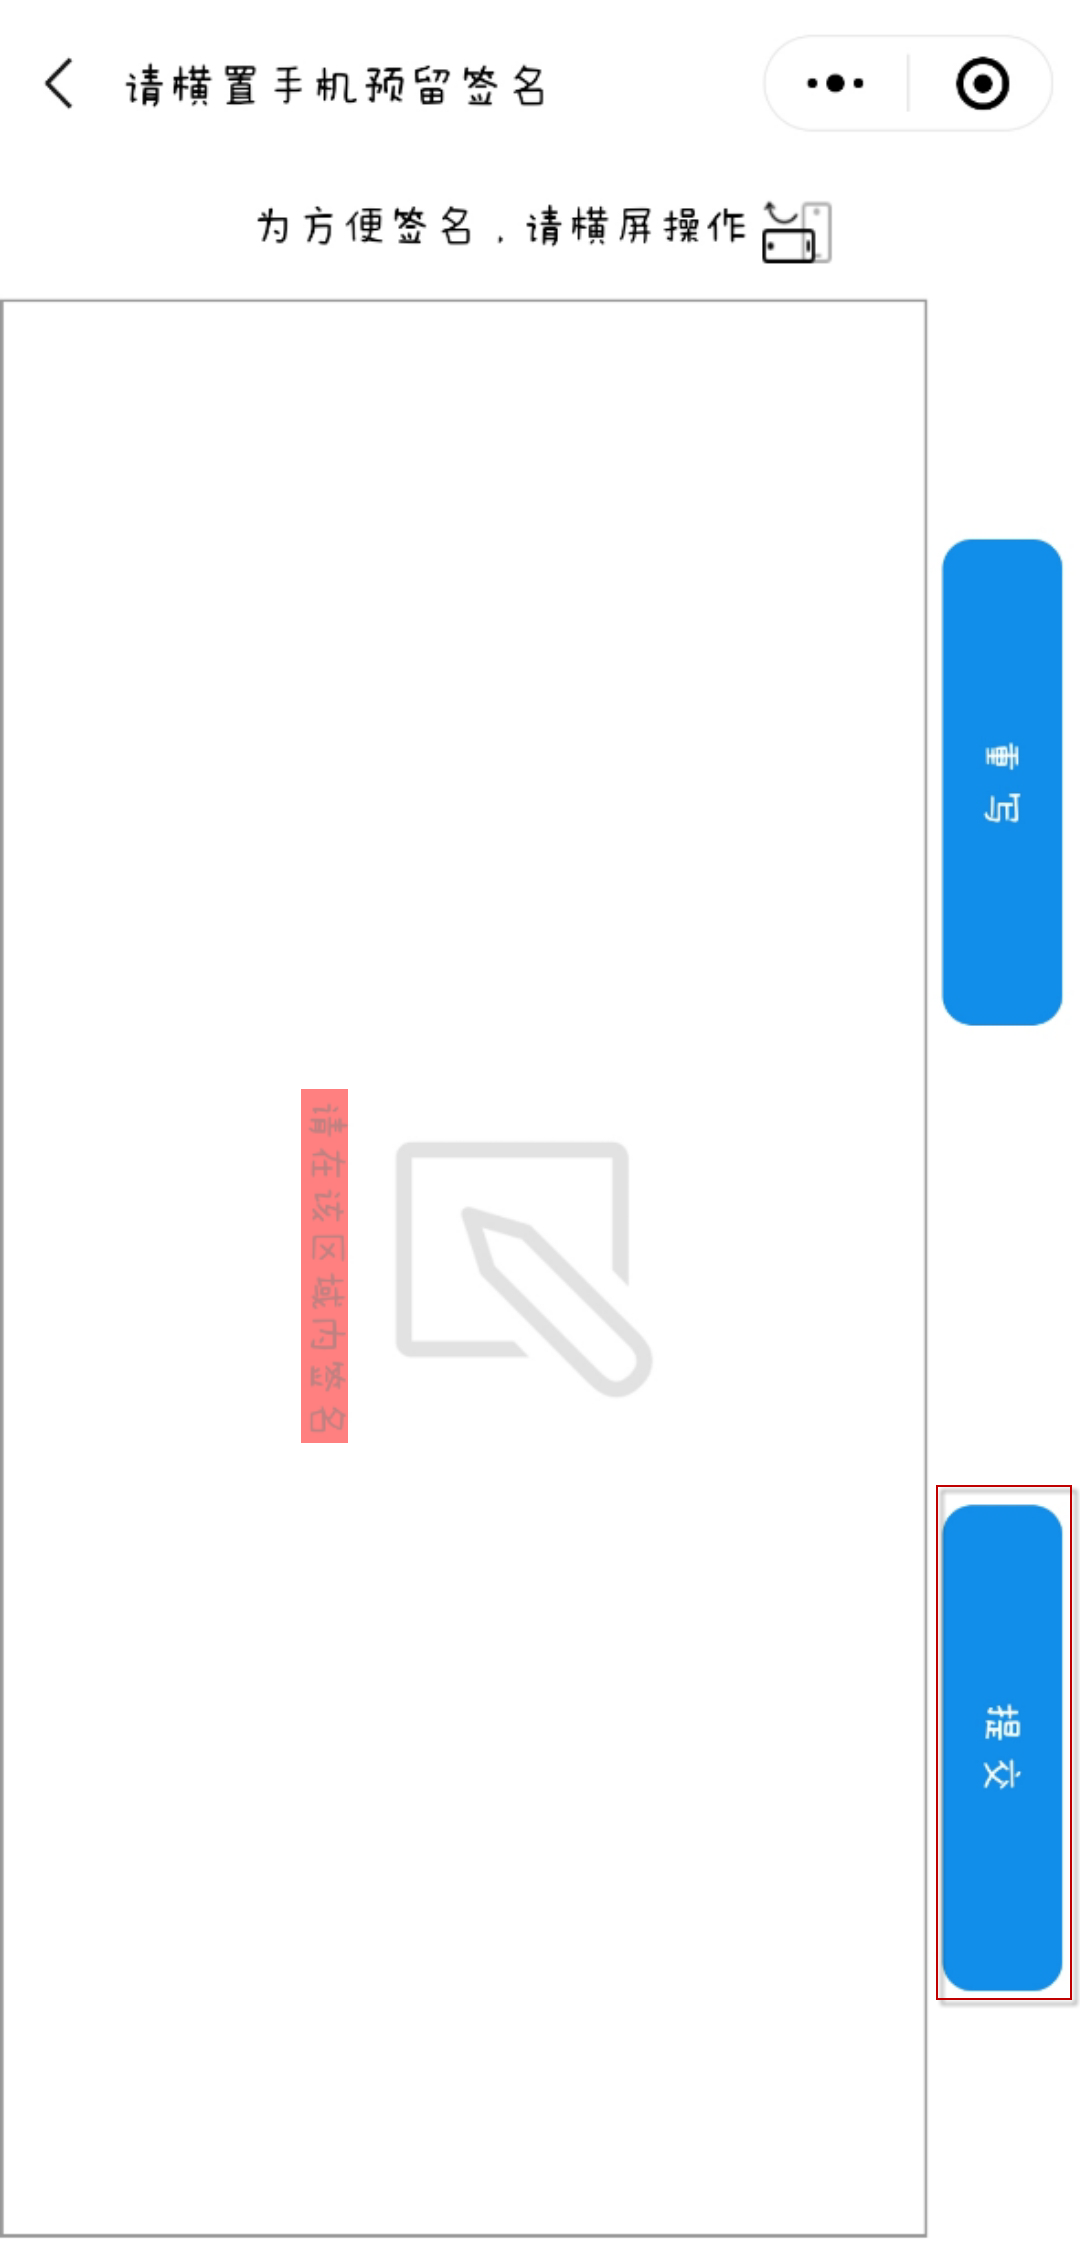 请横置手机预留签名
为方便签名，请横屏操作
重写
请在该区域内签名
提交